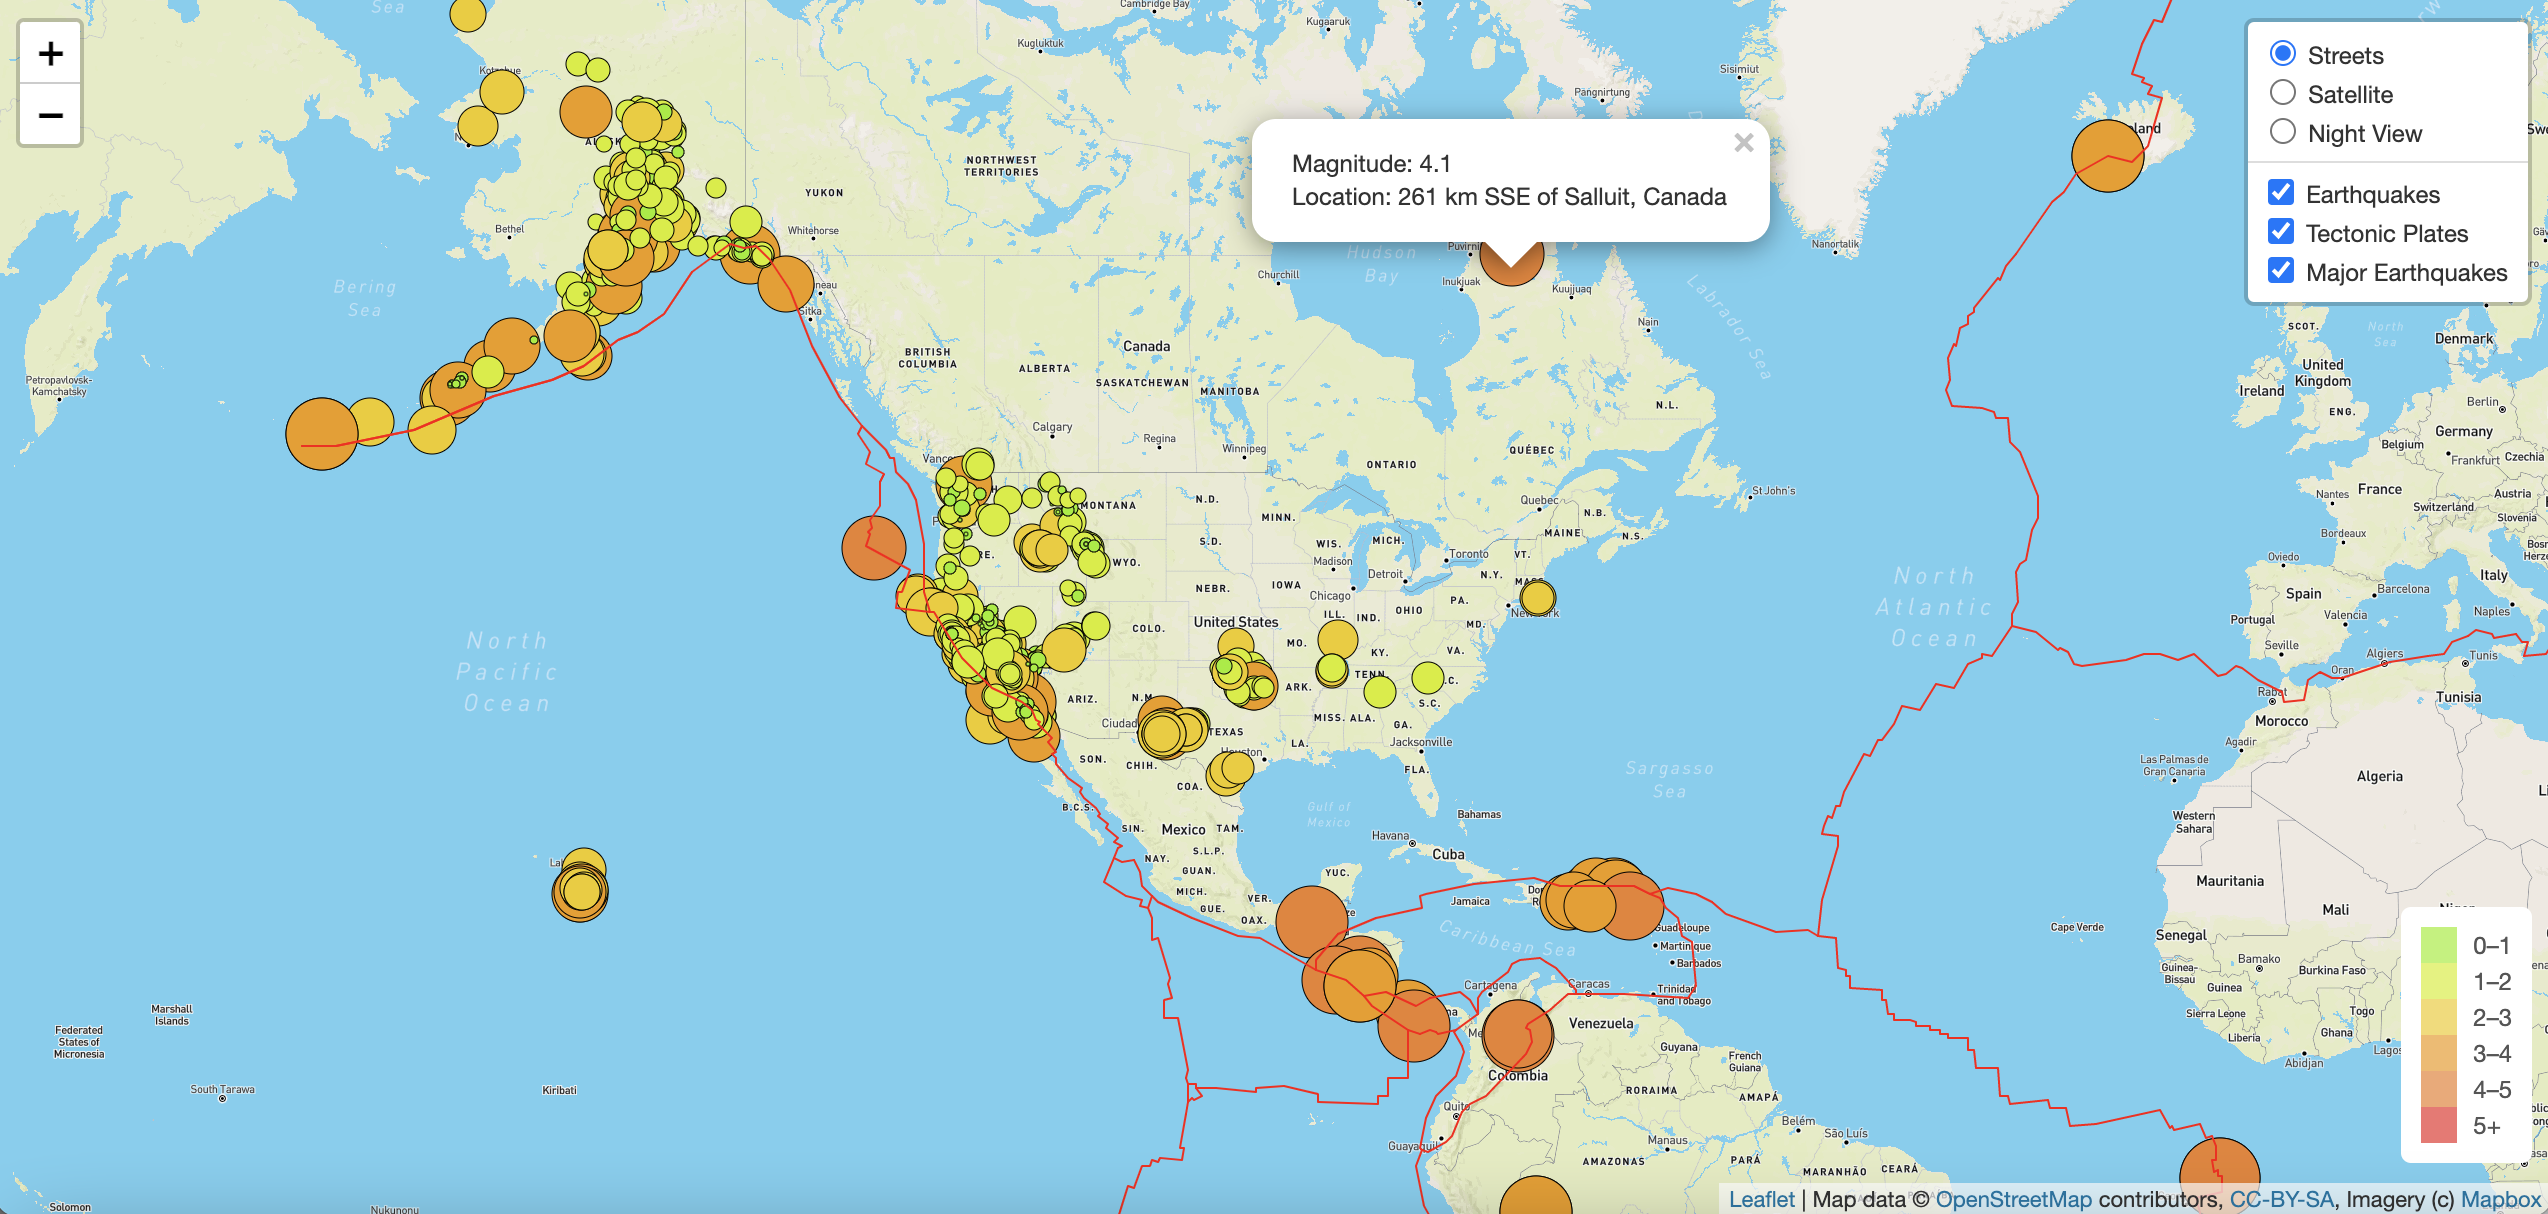 +
−
Streets
Satellite
Night View
Earthquakes
Tectonic Plates
Major Earthquakes
Magnitude: 4.1
Location: 261 km SSE of Salluit, Canada
×
Sea
Cambridge Bay
Kugaaruk
Kugluktuk
Sisimiut
Pangnirtung
NORTHWEST
TERRITORIES
YUKON
Whitehorse
Bethel
Nanortalik
Hudson
Bay
Churchill
Inukjuak
Kuujjuaq
Sitka
Bering
Sea
Labrador Sea
Nain
SCOT.
North
Sea
Denmark
BRITISH
COLUMBIA
Canada
ALBERTA
SASKATCHEWAN
MANITOBA
United
Kingdom
Ireland
ENG.
Berlin
Petropavlovsk-
Kamchatsky
N.L.
Calgary
Regina
Winnipeg
QUÉBEC
ONTARIO
Germany
Belgium
Frankfurt
Czechia
St John's
Quebec
N.B.
MAINE
N.S.
France
Nantes
Austria
Switzerland
Slovenia
Bordeaux
MONTANA
N.D.
MINN.
S.D.
WIS.
MICH.
Toronto
VT.
Madison
Detroit
N.Y.
WYO.
NEBR.
IOWA
Chicago
PA.
OHIO
ILL.
IND.
MD.
North
Atlantic
Ocean
Oviedo
Italy
Spain
Barcelona
Valencia
Naples
Portugal
Seville
Algiers
Tunis
Oran
Rabat
Tunisia
Morocco
Agadir
Las Palmas de
Gran Canaria
Algeria
North
Pacific
Ocean
COLO.
United States
MO.
KY.
VA.
TENN.
ARK.
ARIZ.
N.M.
MISS.
ALA.
GA.
S.C.
TEXAS
Jacksonville
LA.
Houston
FLA.
SON.
CHIH.
COA.
B.C.S.
SIN.
Mexico
TAM.
NAY.
S.L.P.
GUAN.
MICH.
VER.
GUE.
OAX.
YUC.
Gulf of
Mexico
Sargasso
Sea
Bahamas
Havana
Cuba
Jamaica
Caribbean Sea
Guadeloupe
Martinique
Barbados
Trinidad
and Tobago
Cartagena
Caracas
Venezuela
Colombia
Guyana
French
Guiana
RORAIMA
AMAPÁ
Quito
Guayaquil
Manaus
Belém
São Luís
AMAZONAS
PARÁ
MARANHÃO
CEARÁ
Western
Sahara
Mauritania
Mali
Cape Verde
Senegal
Bamako
Guinea-
Bissau
Burkina Faso
Guinea
Sierra Leone
Togo
Ghana
Liberia
Abidjan
Lagos
Marshall
Islands
Federated
States of
Micronesia
South Tarawa
Kiribati
Solomon
Nukunonu
0–1
1–2
2–3
3–4
4–5
5+
Leaflet | Map data © OpenStreetMap contributors, CC-BY-SA, Imagery (c) Mapbox